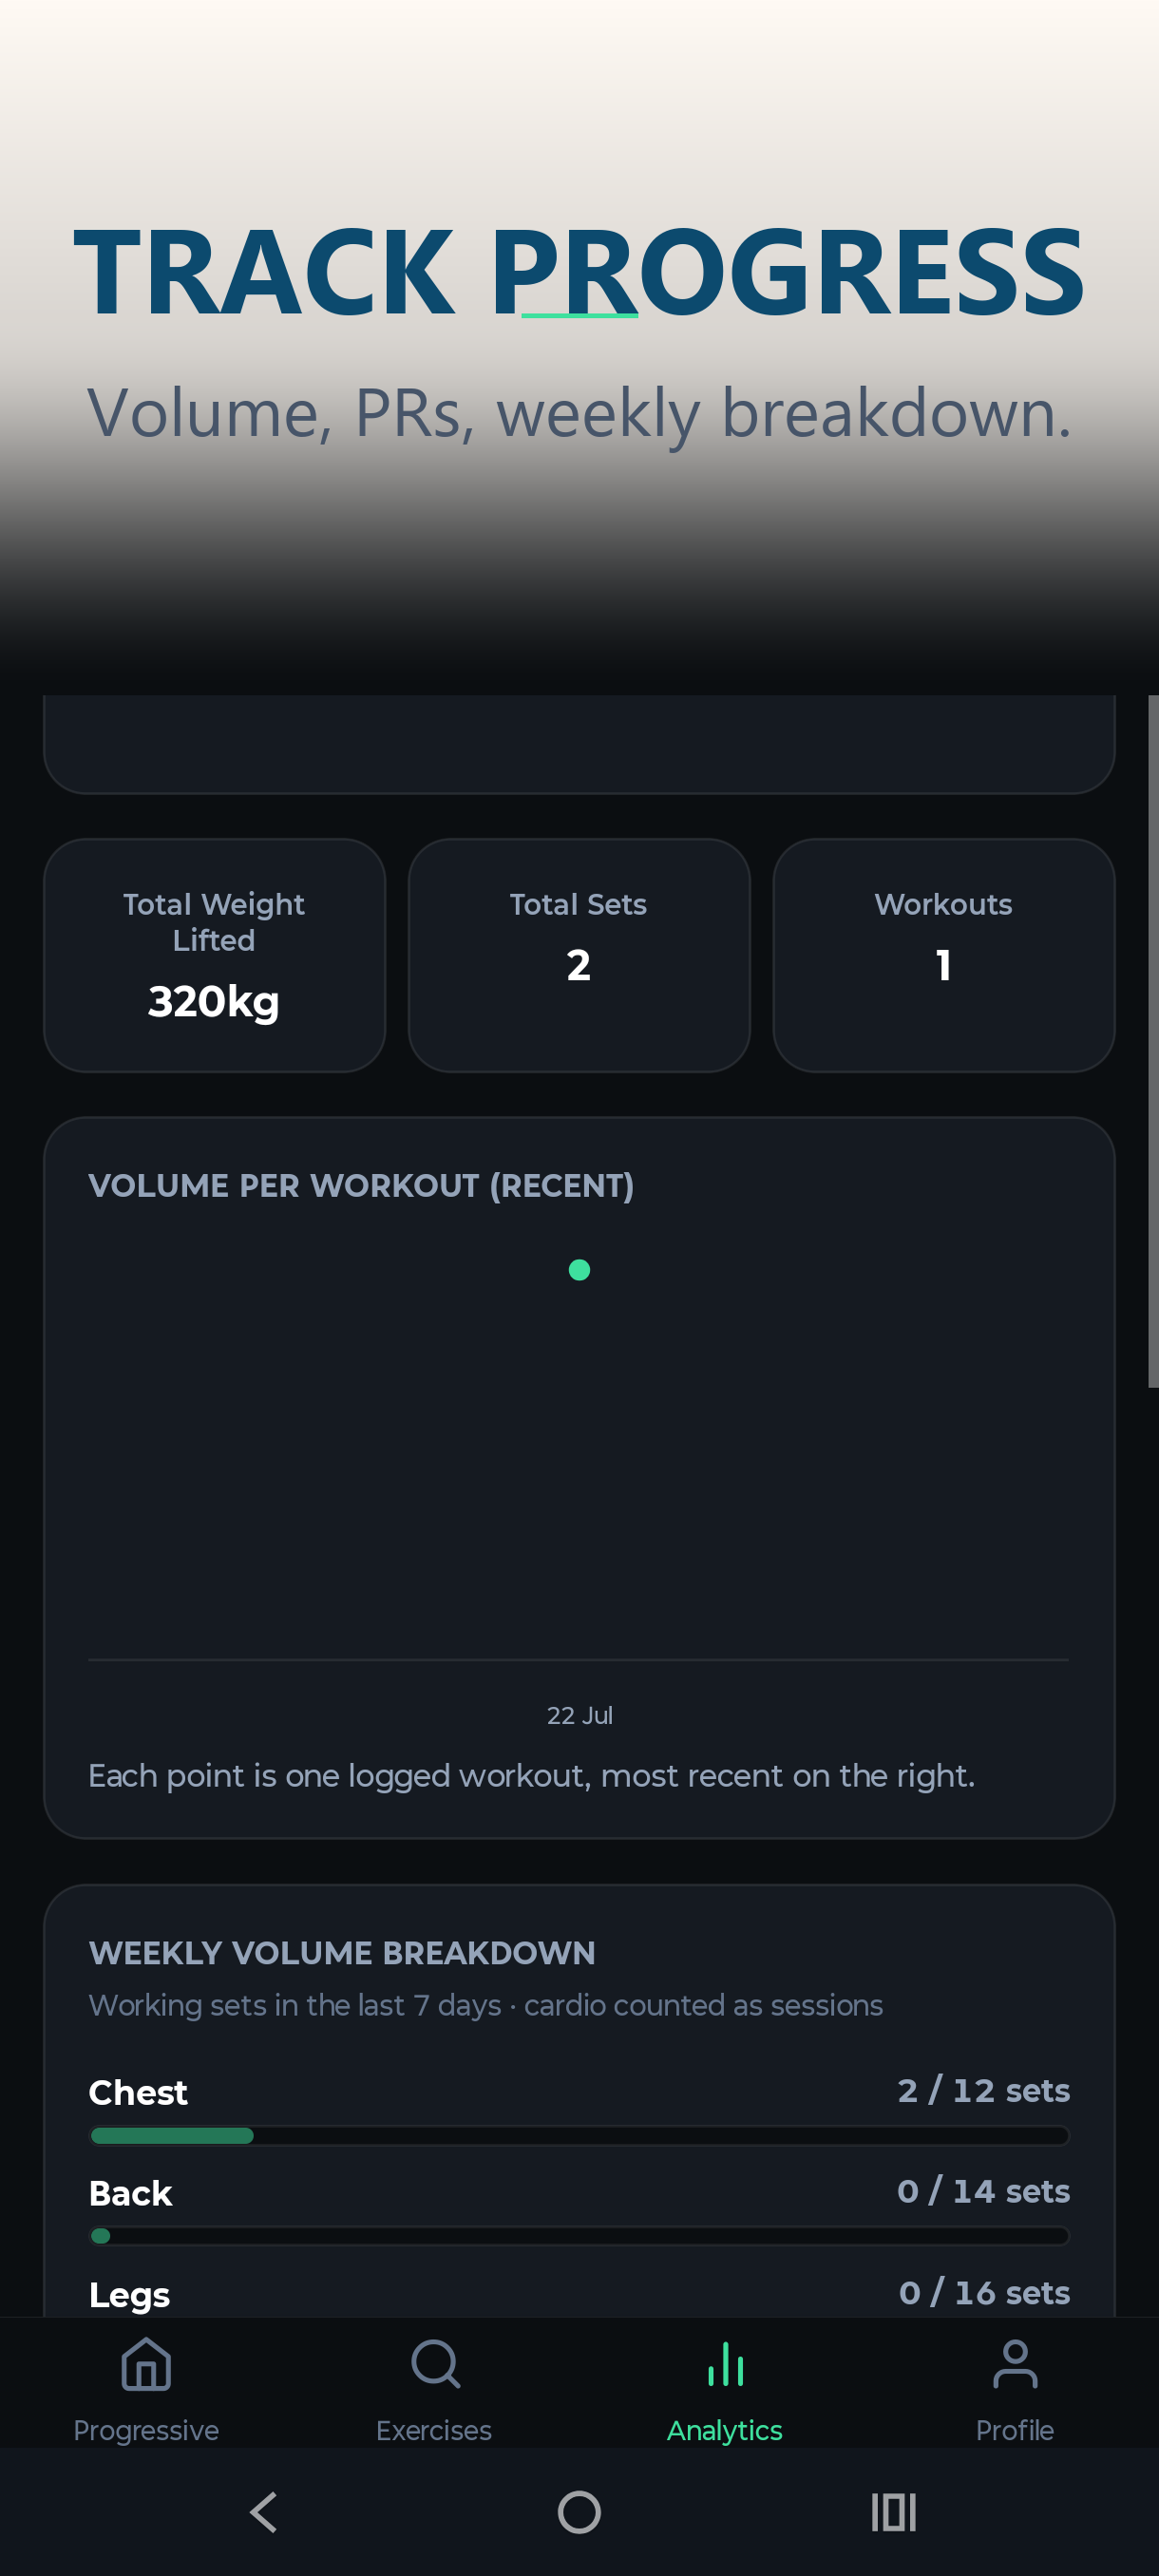 TRACK PROGRESS
Volume, PRs, weekly breakdown.
Total Weight
Lifted
320kg
Total Sets
2
Workouts
1
VOLUME PER WORKOUT (RECENT)
22 Jul
Each point is one logged workout, most recent on the right.
WEEKLY VOLUME BREAKDOWN
Working sets in the last 7 days · cardio counted as sessions
Chest 2 / 12 sets
Back 0 / 14 sets
Legs 0 / 16 sets
Progressive Exercises Analytics Profile